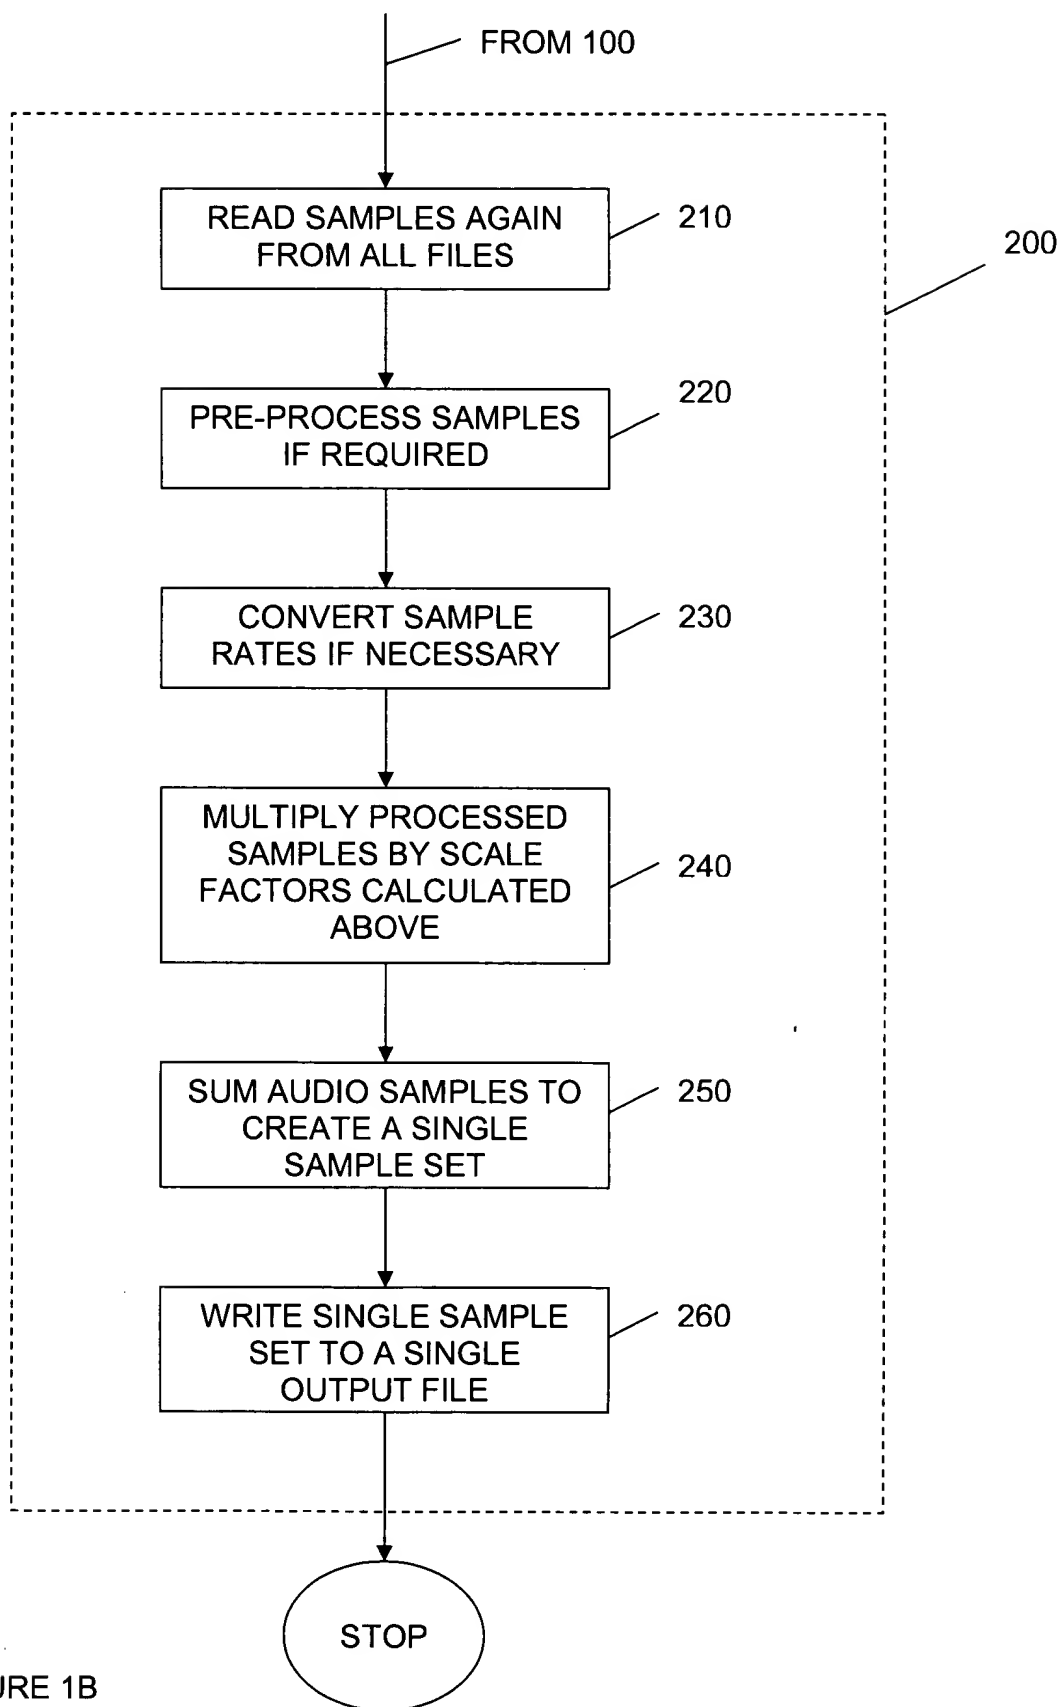 FROM 100
READ SAMPLES AGAIN
FROM ALL FILES
210
200
PRE-PROCESS SAMPLES
IF REQUIRED
220
CONVERT SAMPLE
RATES IF NECESSARY
230
MULTIPLY PROCESSED
SAMPLES BY SCALE
FACTORS CALCULATED
ABOVE
240
SUM AUDIO SAMPLES TO
CREATE A SINGLE
SAMPLE SET
250
WRITE SINGLE SAMPLE
SET TO A SINGLE
OUTPUT FILE
260
STOP
URE 1B